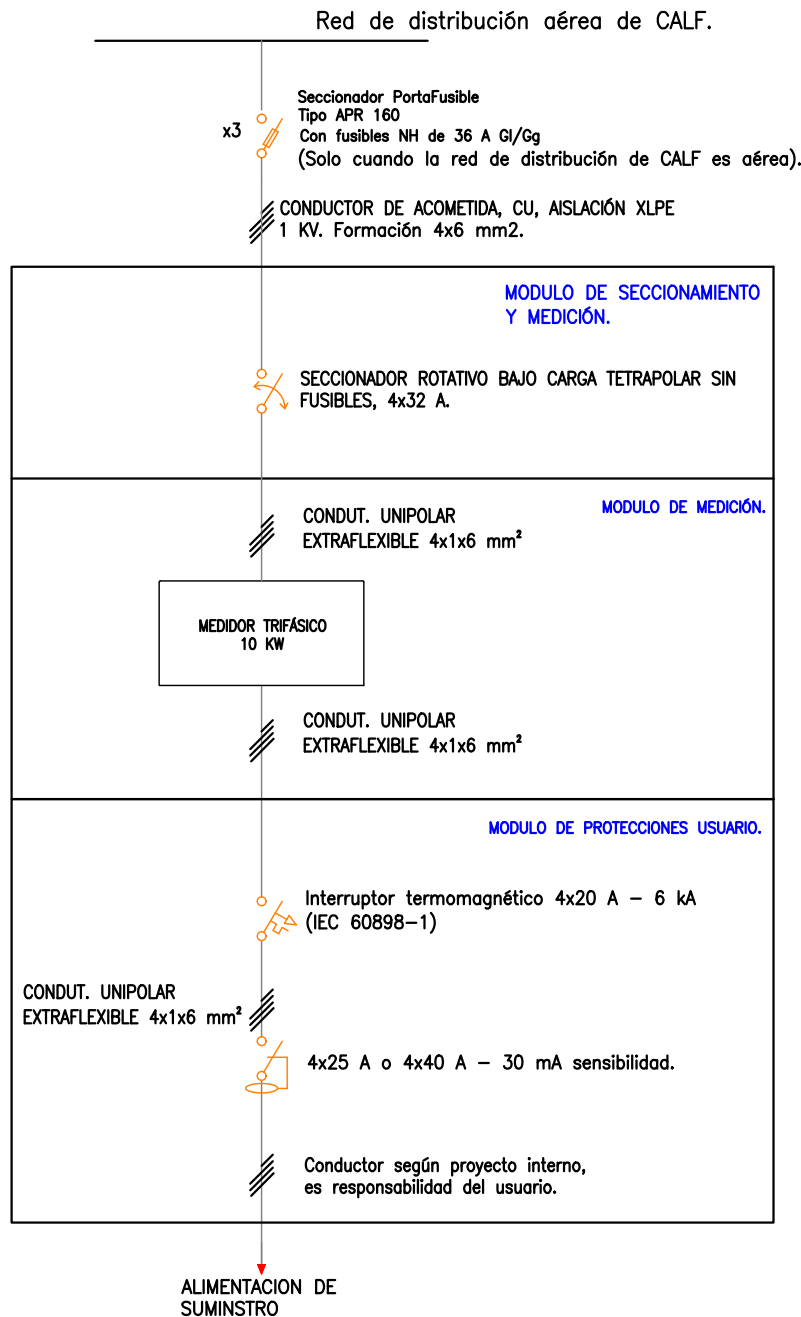 Red de distribución aérea de CALF.
Seccionador PortaFusible
Tipo APR 160
x3
Con fusibles NH de 36 A Gl/Gg
(Solo cuando la red de distribución de CALF es aérea).
CONDUCTOR DE ACOMETIDA, CU, AISLACIÓN XLPE
1 KV. Formación 4x6 mm2.
MODULO DE SECCIONAMIENTO
Y MEDICIÓN.
SECCIONADOR ROTATIVO BAJO CARGA TETRAPOLAR SIN
FUSIBLES, 4x32 A.
MODULO DE MEDICIÓN.
CONDUT. UNIPOLAR
EXTRAFLEXIBLE 4x1x6 mm²
MEDIDOR TRIFÁSICO
10 KW
CONDUT. UNIPOLAR
EXTRAFLEXIBLE 4x1x6 mm²
MODULO DE PROTECCIONES USUARIO.
Interruptor termomagnético 4x20 A – 6 kA
(IEC 60898–1)
CONDUT. UNIPOLAR
EXTRAFLEXIBLE 4x1x6 mm²
4x25 A o 4x40 A – 30 mA sensibilidad.
Conductor según proyecto interno,
es responsabilidad del usuario.
ALIMENTACION DE
SUMINSTRO